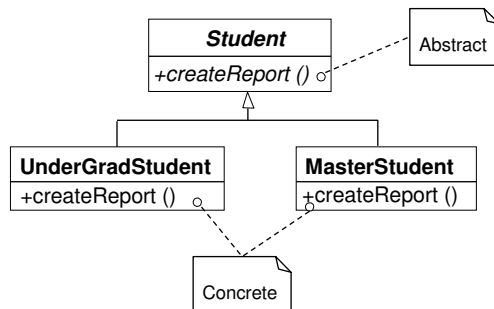 Student
+createReport ()
Abstract
UnderGradStudent
+createReport ()
MasterStudent
+createReport ()
Concrete